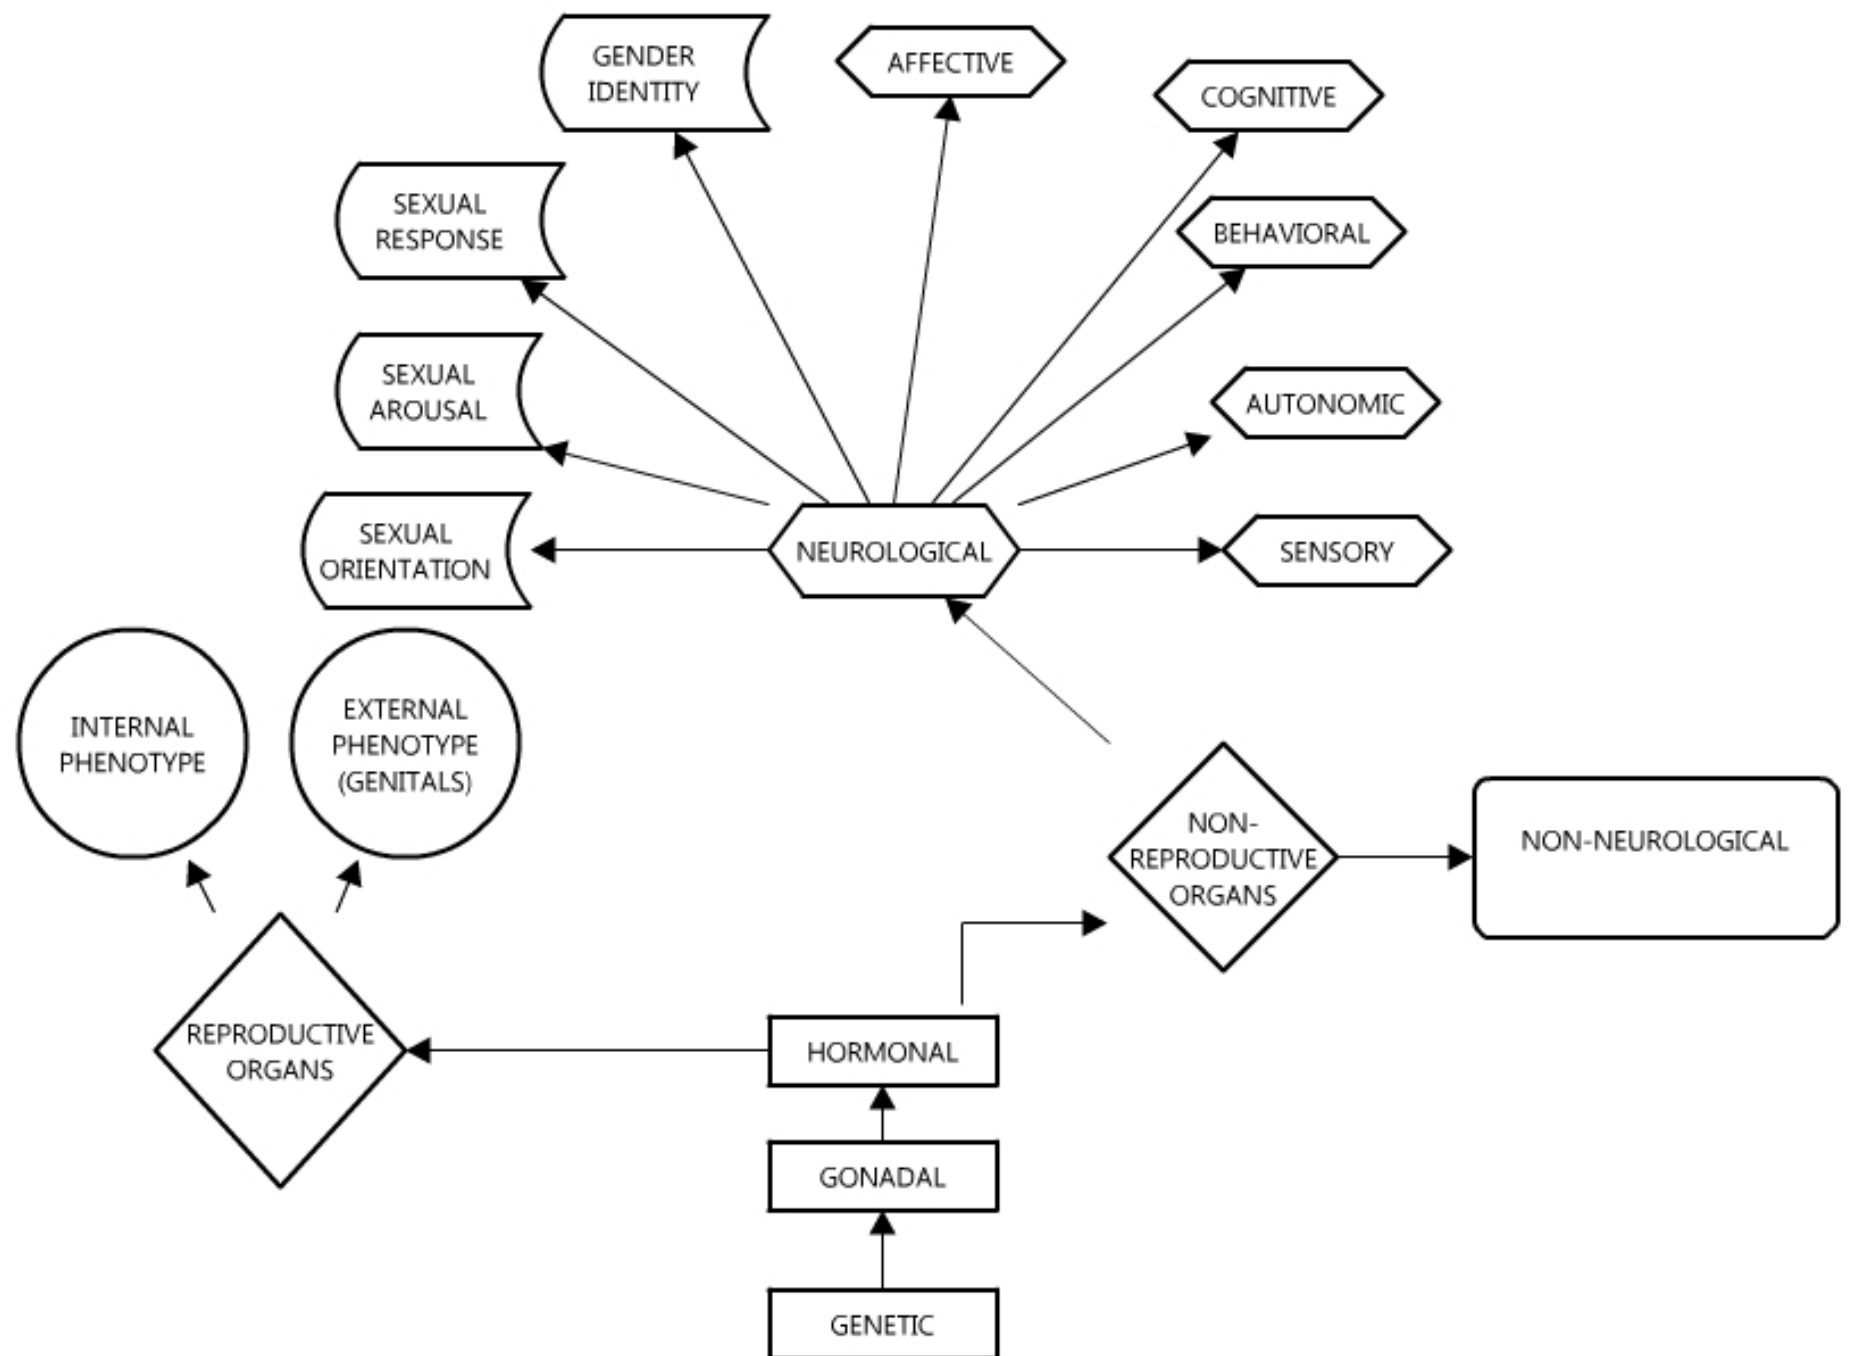 GENDER
IDENTITY
AFFECTIVE
COGNITIVE
SEXUAL
RESPONSE
BEHAVIORAL
SEXUAL
AROUSAL
AUTONOMIC
SEXUAL
ORIENTATION
NEUROLOGICAL
SENSORY
INTERNAL
PHENOTYPE
EXTERNAL
PHENOTYPE
(GENITALS)
NON-
REPRODUCTIVE
ORGANS
NON-NEUROLOGICAL
REPRODUCTIVE
ORGANS
HORMONAL
GONADAL
GENETIC